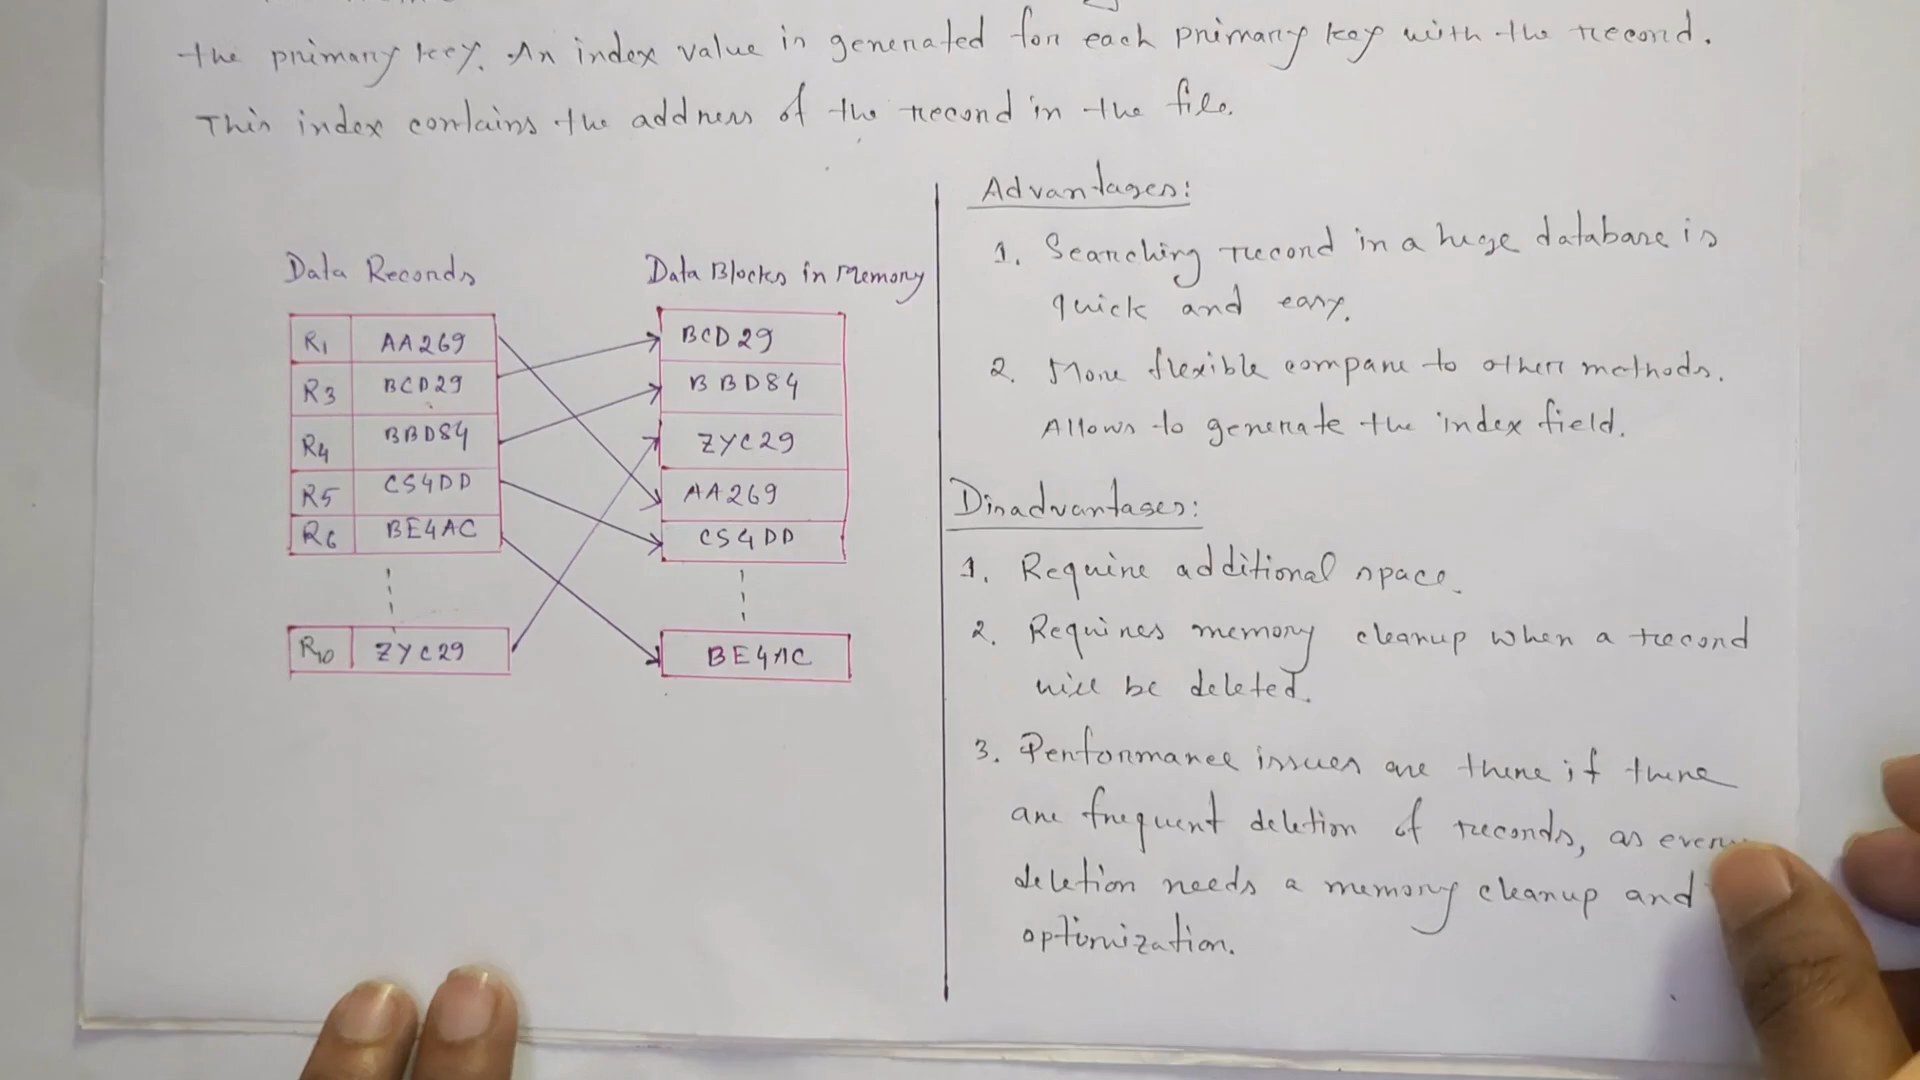 the primary key. An index value is generated for each primary key with the record.
This index contains the address of the record in the file.
Data Records
R1 AA269
R3 BCD29
R4 BBD84
R5 CS4DD
R6 BE4AC
R10 ZYC29
Data Blocks in Memory
BCD29
BBD84
ZYC29
AA269
CS4DD
BE4AC
Advantages:
1. Searching record in a huge database is
quick and easy.
2. More flexible compare to other methods.
Allows to generate the index field.
Disadvantages:
1. Require additional space.
2. Requires memory cleanup when a record
will be deleted.
3. Performance issues are there if there
are frequent deletion of records, as every
deletion needs a memory cleanup and
optimization.